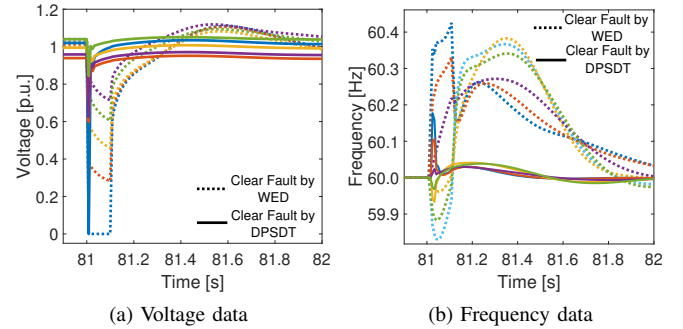 1.2
1
0.8
0.6
0.4
0.2
0
Voltage [p.u.]
Clear Fault by
WED
Clear Fault by
DPSDT
81
81.2
81.4
81.6
81.8
82
Time [s]
(a) Voltage data
60.4
60.3
60.2
60.1
60.0
59.9
Frequency [Hz]
Clear Fault by
WED
Clear Fault by
DPSDT
81
81.2
81.4
81.6
81.8
82
Time [s]
(b) Frequency data